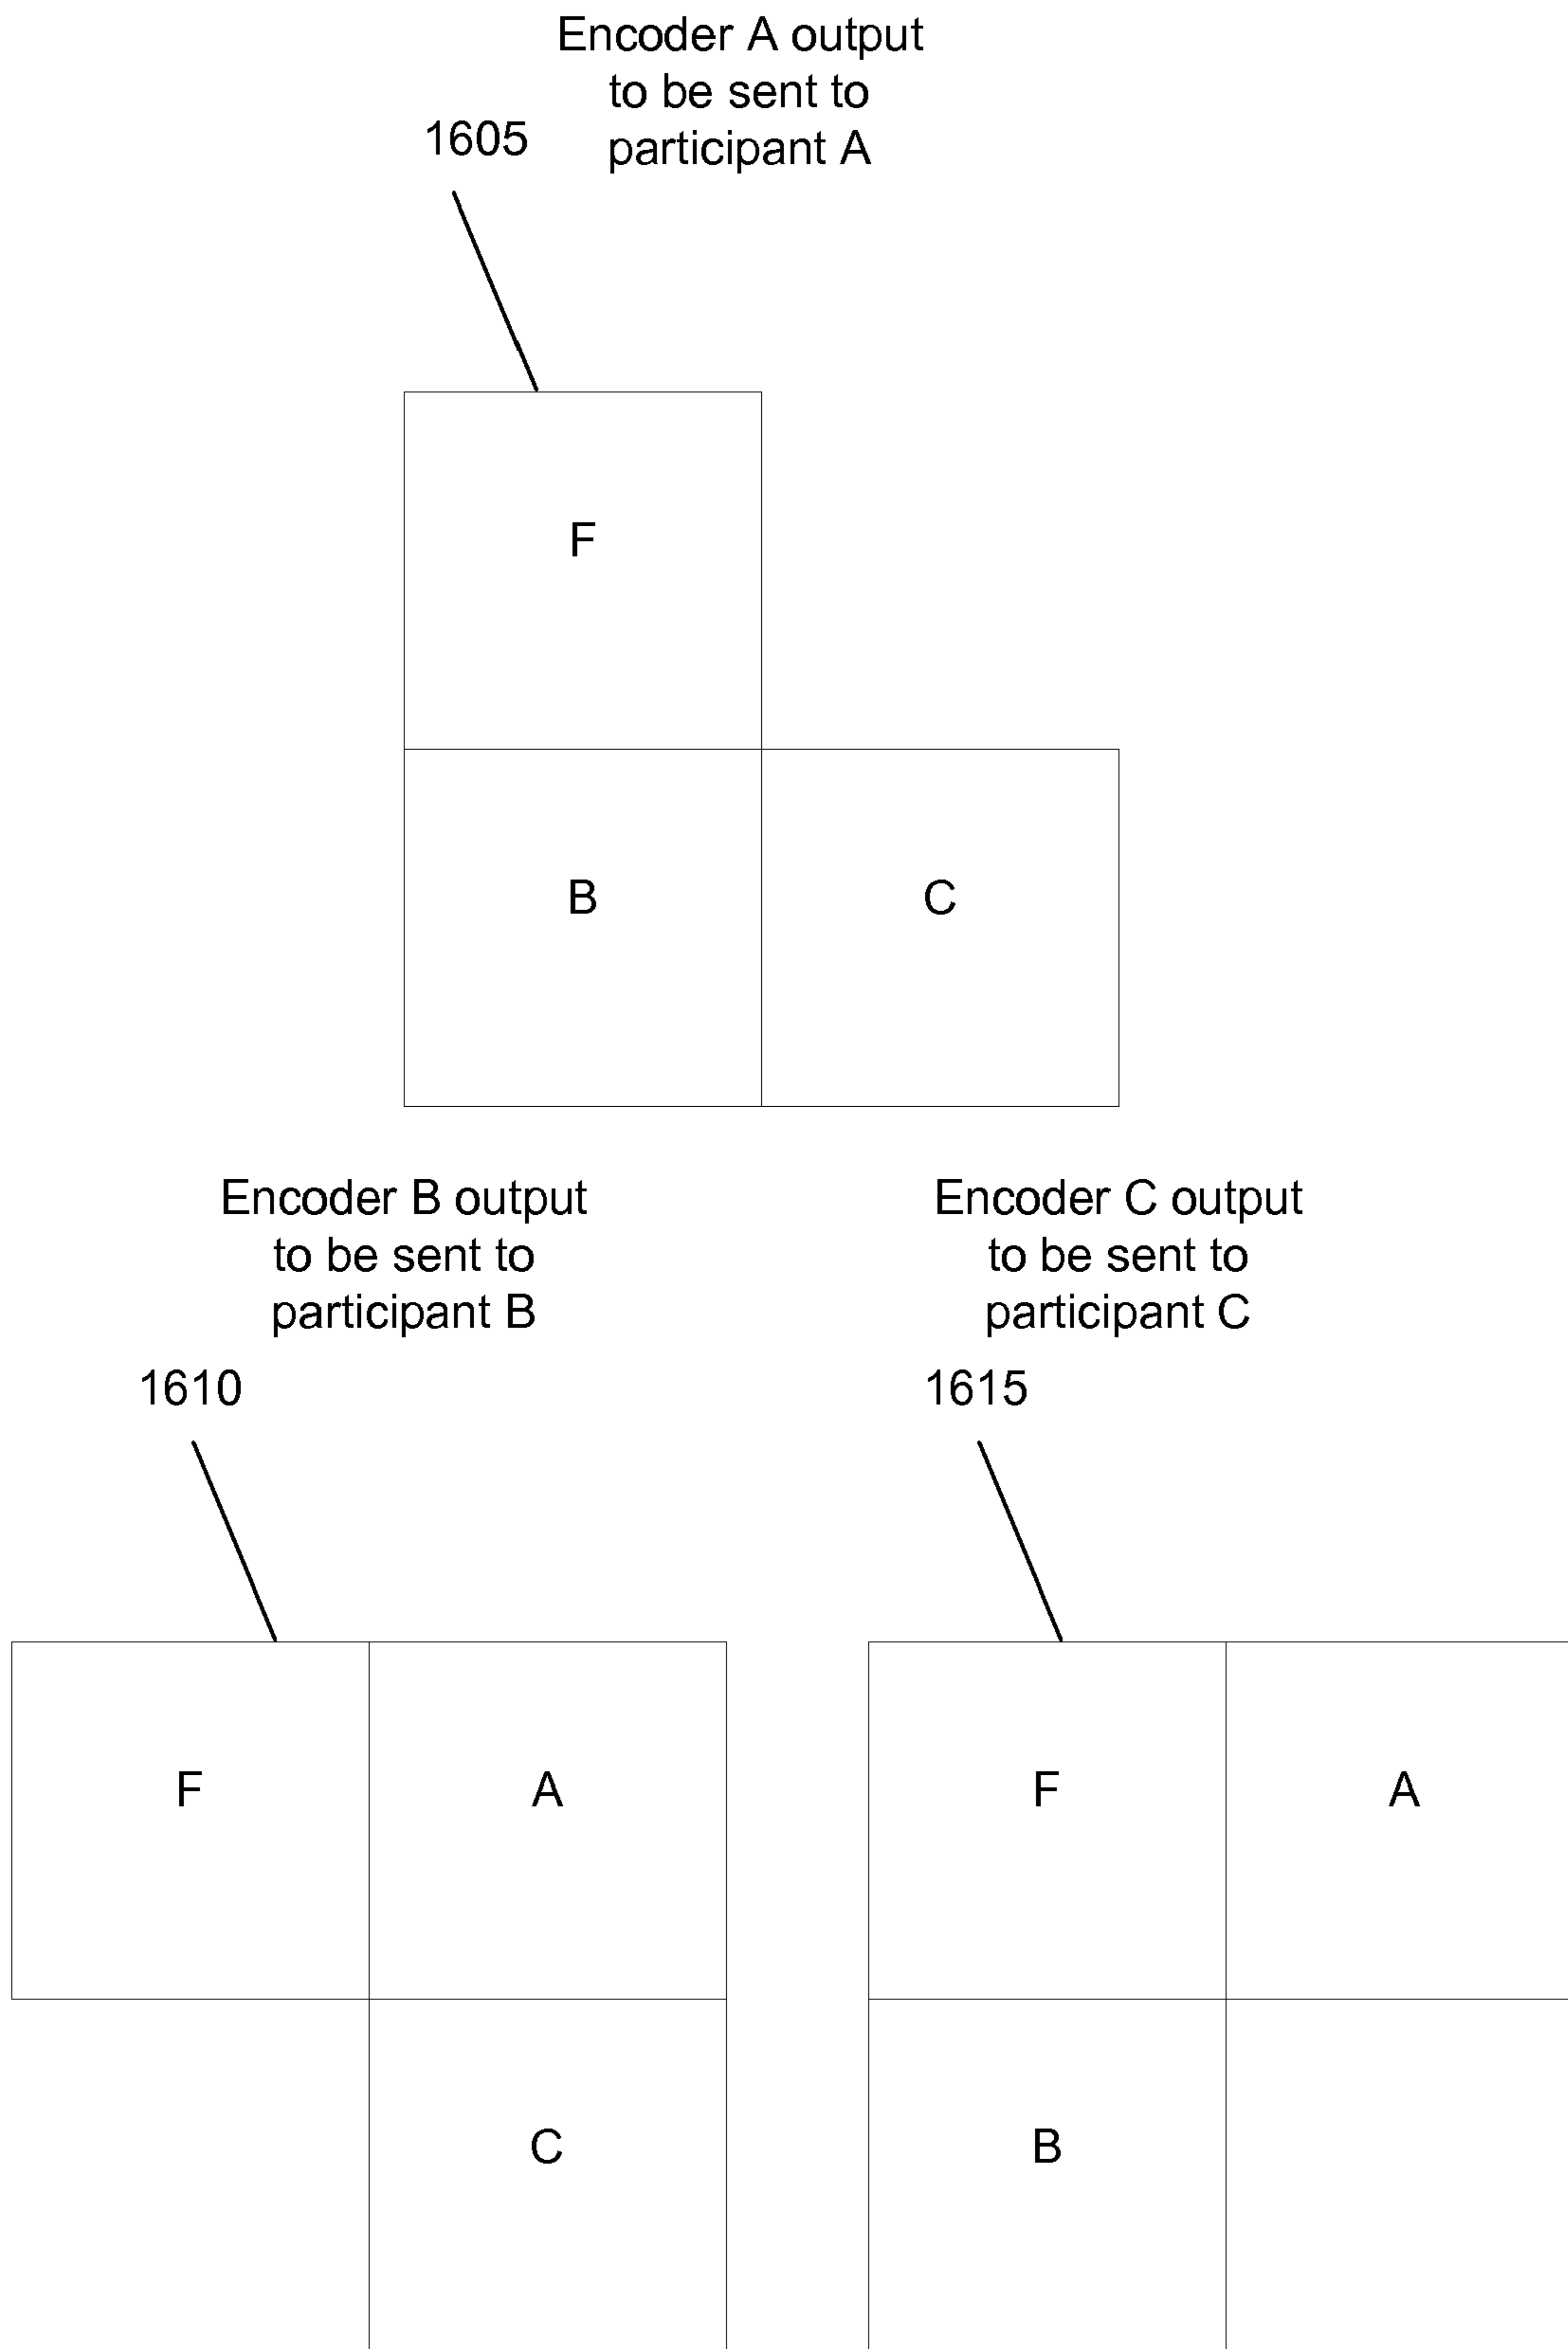 Encoder A output
to be sent to
participant A
1605
F
B C
Encoder B output
to be sent to
participant B
1610
F A
C
Encoder C output
to be sent to
participant C
1615
F A
B